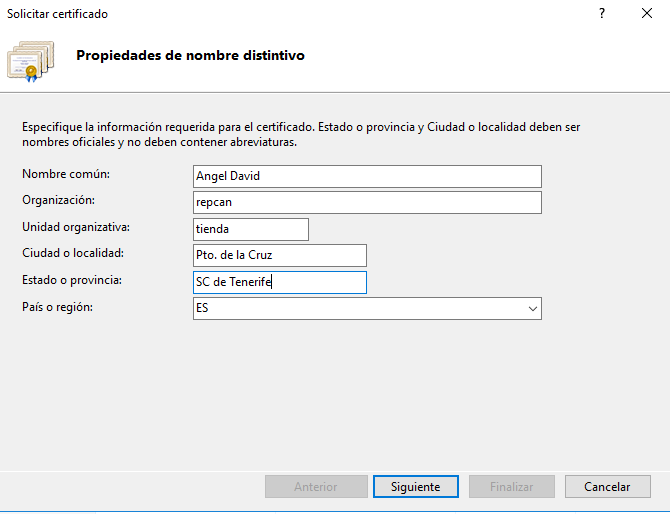 Solicitar certificado
?
Propiedades de nombre distintivo
Especifique la información requerida para el certificado. Estado o provincia y Ciudad o localidad deben ser
nombres oficiales y no deben contener abreviaturas.
Nombre común: Angel David
Organización: repcan
Unidad organizativa: tienda
Ciudad o localidad: Pto. de la Cruz
Estado o provincia: SC de Tenerife
País o región: ES
Anterior Siguiente Finalizar Cancelar